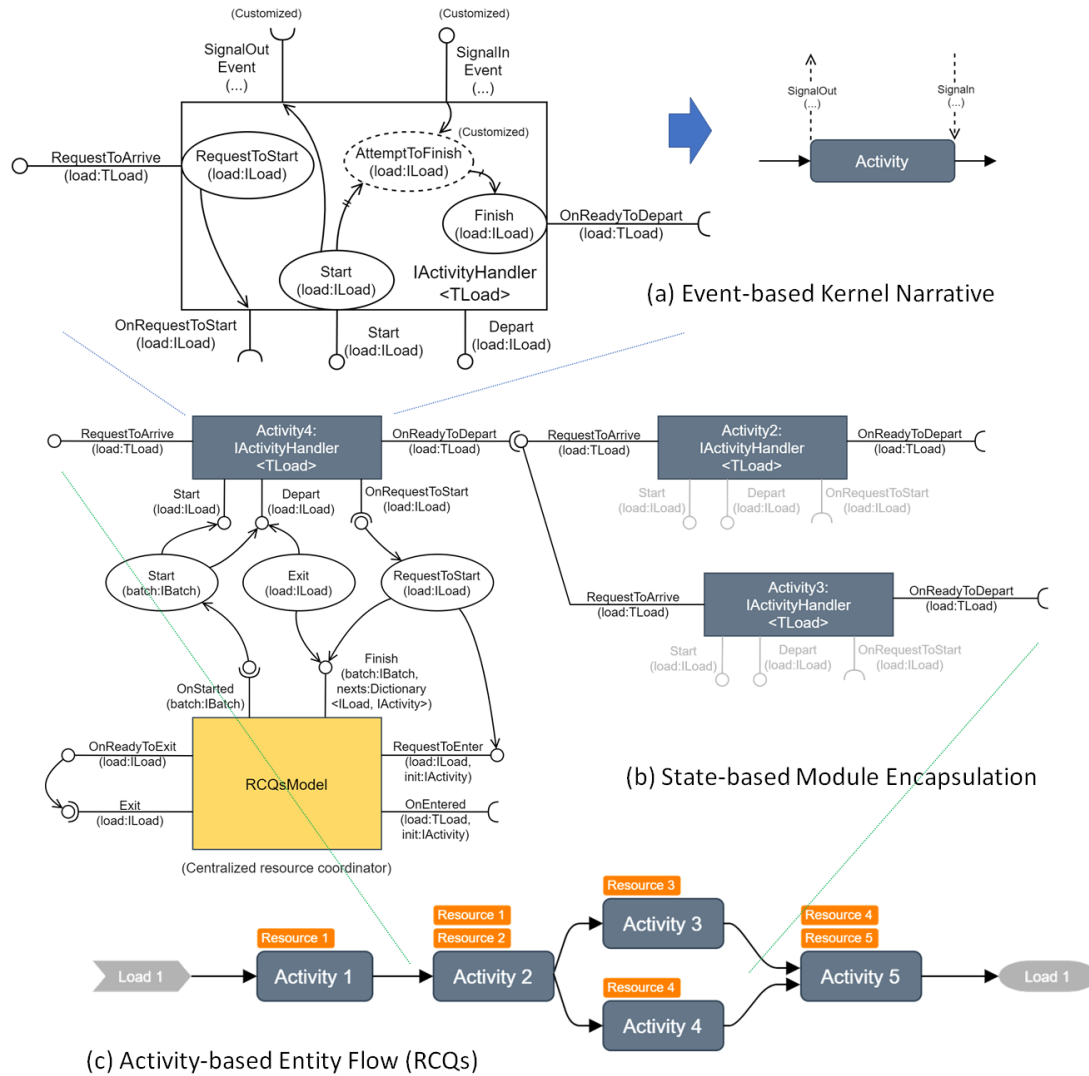 (Customized)
SignalOut
Event
(...)
(Customized)
SignalIn
Event
(...)
(Customized)
RequestToArrive
(load:TLoad)
RequestToStart
(load:ILoad)
AttemptToFinish
(load:ILoad)
Finish
(load:ILoad)
OnReadyToDepart
(load:TLoad)
Start
(load:ILoad)
IActivityHandler
<TLoad>
OnRequestToStart
(load:ILoad)
Start
(load:ILoad)
Depart
(load:ILoad)
SignalOut
(...)
SignalIn
(...)
Activity
(a) Event-based Kernel Narrative
RequestToArrive
(load:TLoad)
Activity4:
IActivityHandler
<TLoad>
OnReadyToDepart
(load:TLoad)
Start
(load:ILoad)
Depart
(load:ILoad)
OnRequestToStart
(load:ILoad)
RequestToArrive
(load:TLoad)
Activity2:
IActivityHandler
<TLoad>
OnReadyToDepart
(load:TLoad)
Start
(load:ILoad)
Depart
(load:ILoad)
OnRequestToStart
(load:ILoad)
Start
(batch:IBatch)
Exit
(load:ILoad)
RequestToStart
(load:ILoad)
RequestToArrive
(load:TLoad)
Activity3:
IActivityHandler
<TLoad>
OnReadyToDepart
(load:TLoad)
Start
(load:ILoad)
Depart
(load:ILoad)
OnRequestToStart
(load:ILoad)
OnStarted
(batch:IBatch)
Finish
(batch:IBatch,
nexts:Dictionary
<ILoad, IActivity>)
OnReadyToExit
(load:ILoad)
Exit
(load:ILoad)
RCQsModel
RequestToEnter
(load:ILoad,
init:IActivity)
OnEntered
(load:TLoad,
init:IActivity)
(Centralized resource coordinator)
(b) State-based Module Encapsulation
Load 1
Resource 1
Activity 1
Resource 1
Resource 2
Activity 2
Resource 3
Activity 3
Resource 4
Activity 4
Resource 4
Resource 5
Activity 5
Load 1
(c) Activity-based Entity Flow (RCQs)